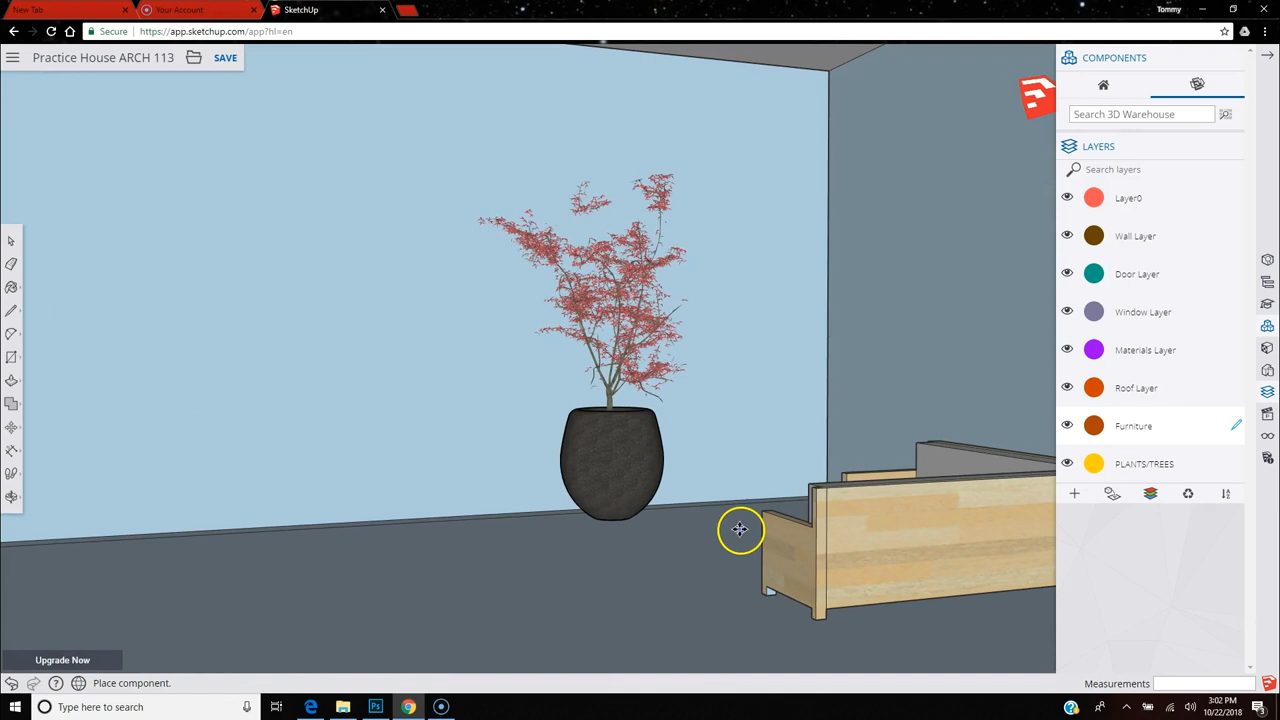 New Tab
Your Account
SketchUp
Tommy
Secure
https://app.sketchup.com/app?hl=en
Practice House ARCH 113
SAVE
COMPONENTS
Search 3D Warehouse
LAYERS
Search layers
Layer0
Wall Layer
Door Layer
Window Layer
Materials Layer
Roof Layer
Furniture
PLANTS/TREES
Upgrade Now
Place component.
Measurements
Type here to search
Ps
3:02 PM
10/22/2018